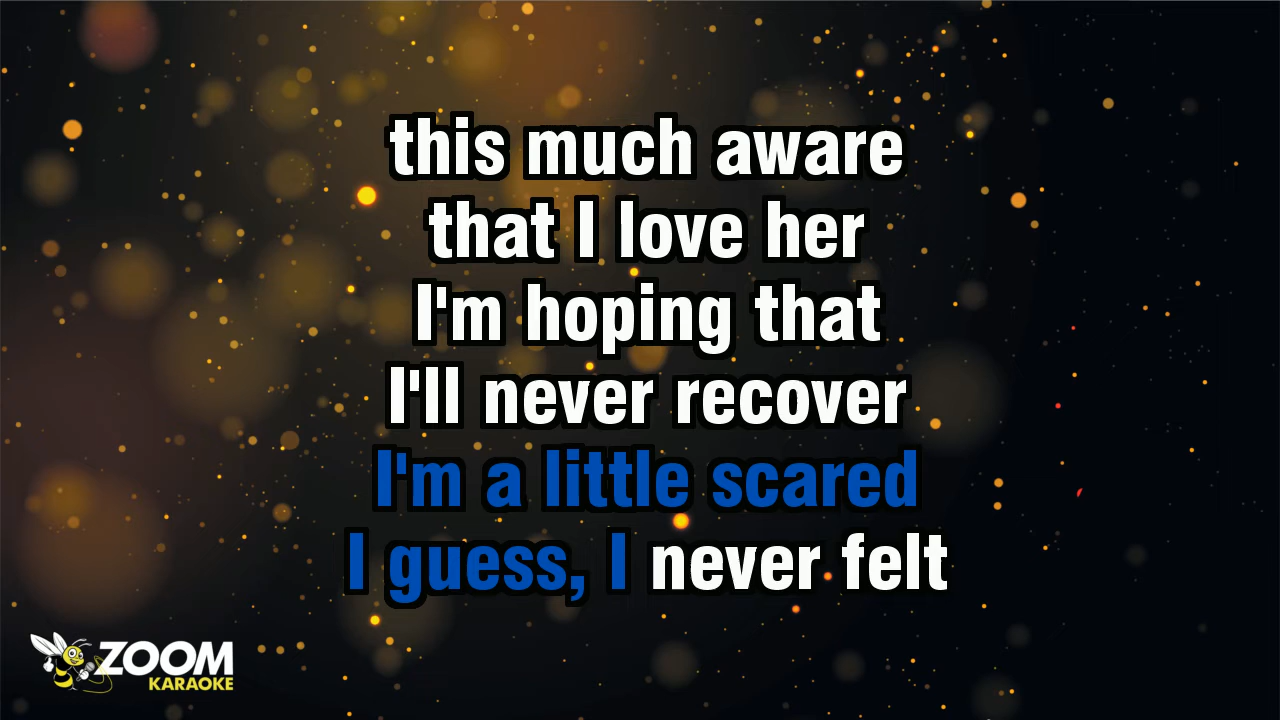 this much aware
that I love her
I'm hoping that
I'll never recover
I'm a little scared
I guess, I never felt
ZOOM
KARAOKE